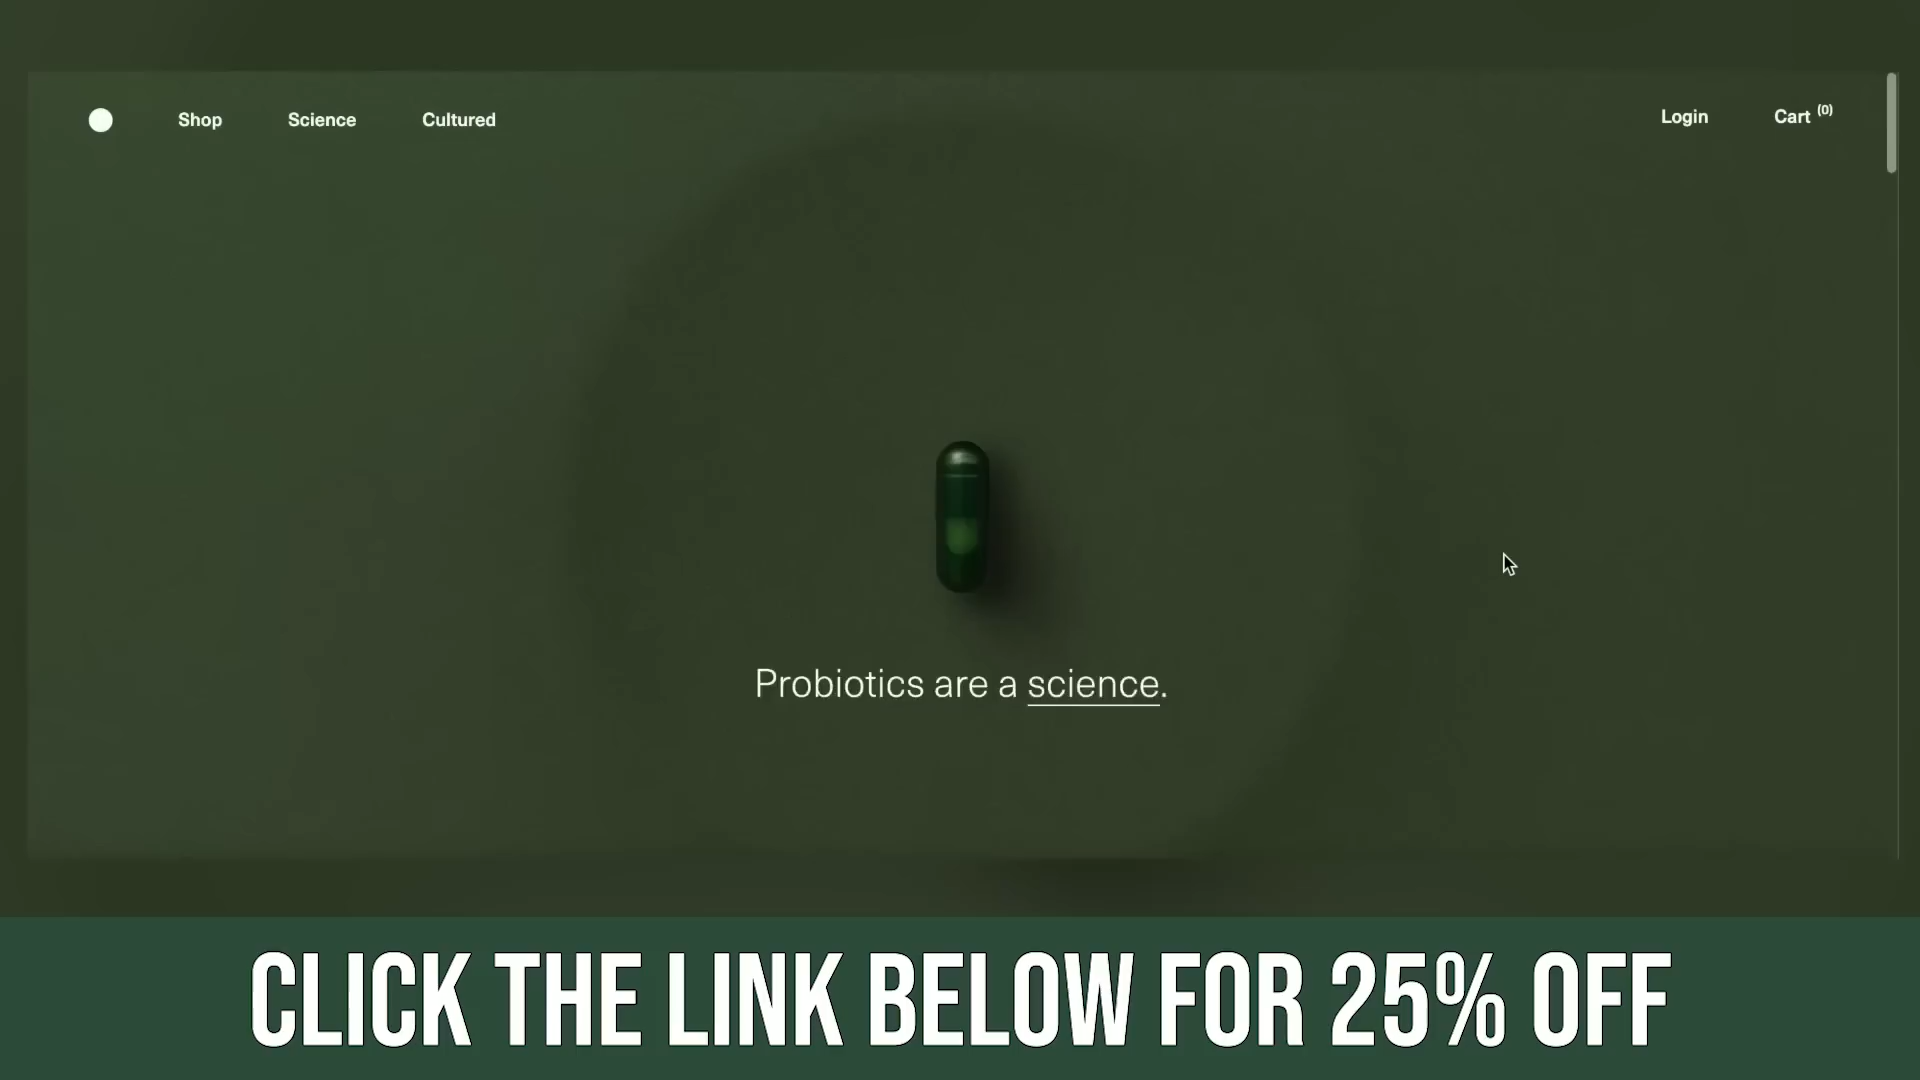 Shop Science Cultured Login Cart (0)
Probiotics are a science.
CLICK THE LINK BELOW FOR 25% OFF